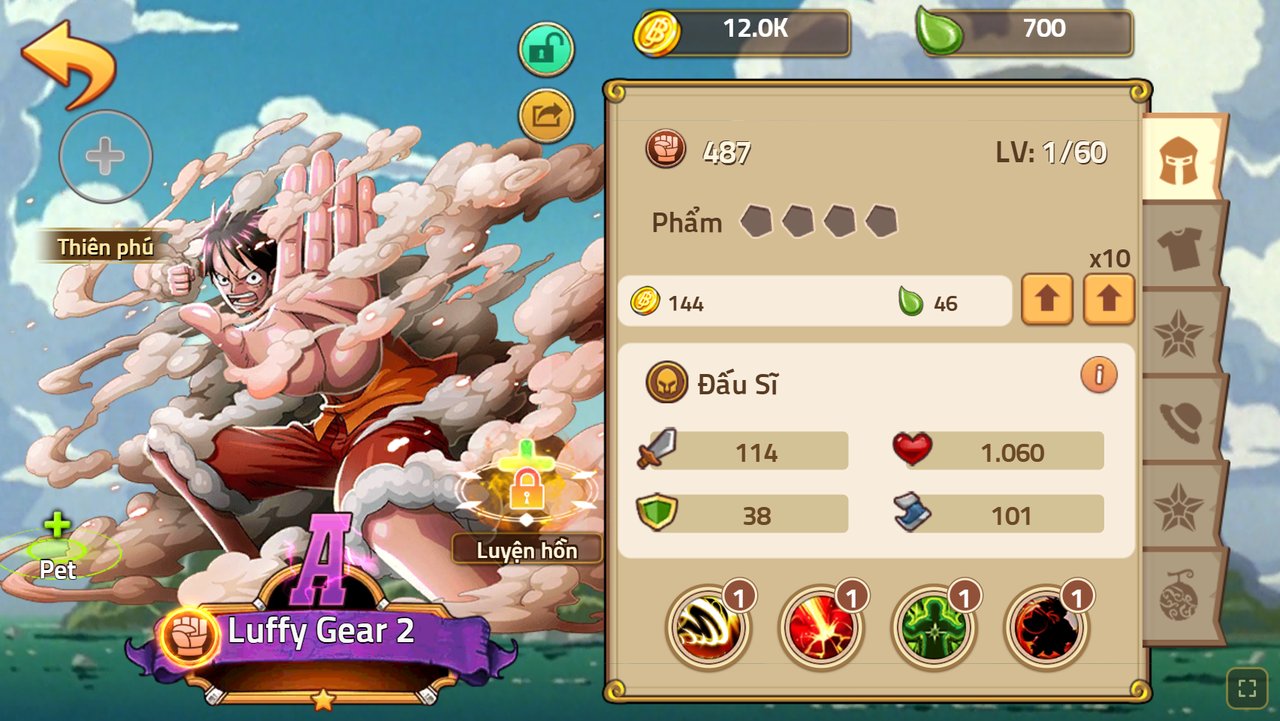 12.0K
700
487
LV: 1/60
Thiên phú
Phẩm
x10
144
46
Đấu Sĩ
i
114
1.060
38
101
Luyện hồn
Pet
A
Luffy Gear 2
1
1
1
1